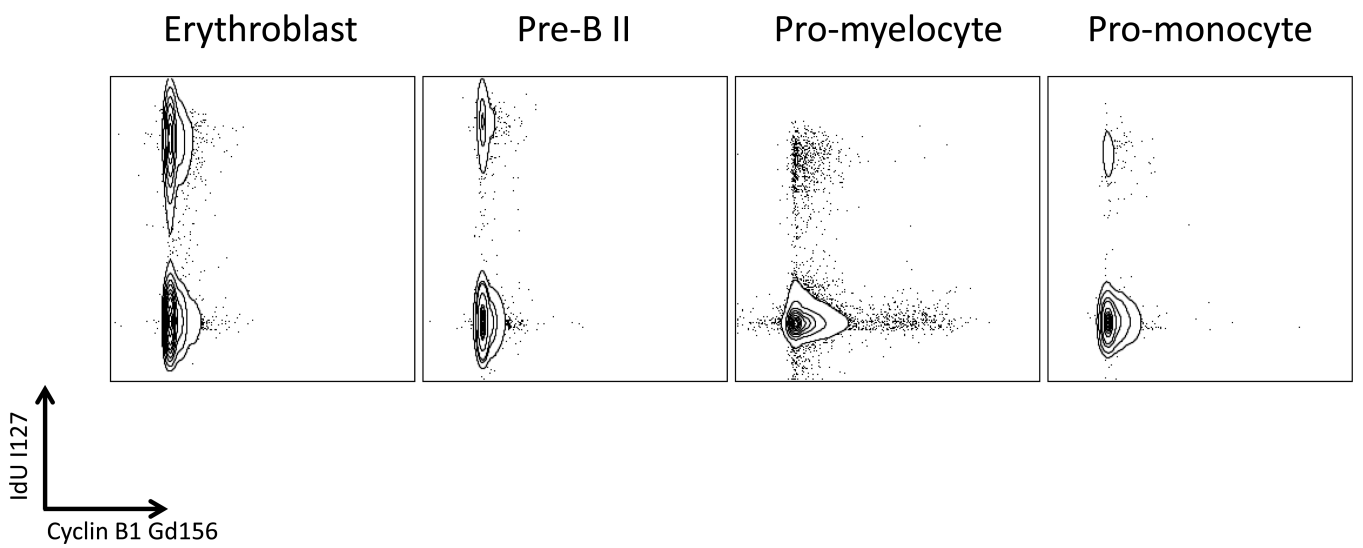 Erythroblast
Pre-B II
Pro-myelocyte
Pro-monocyte
IdU I127
Cyclin B1 Gd156